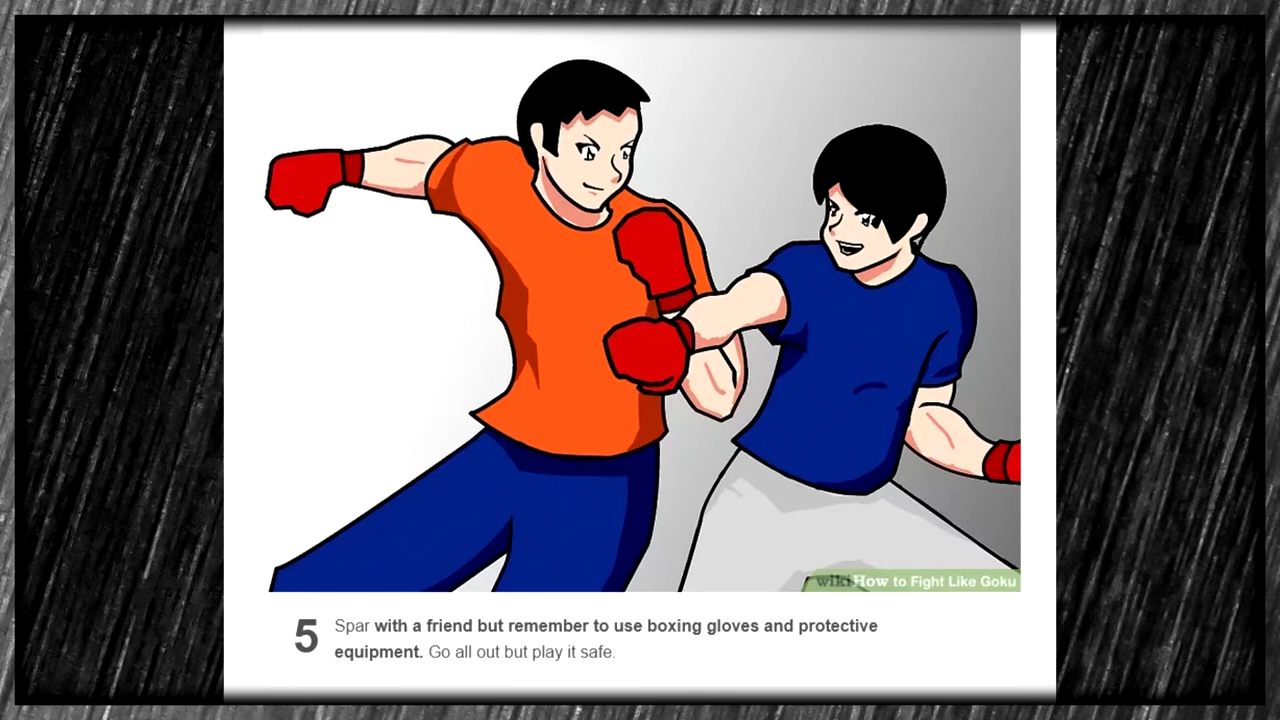 wikiHow to Fight Like Goku
5 Spar with a friend but remember to use boxing gloves and protective
equipment. Go all out but play it safe.